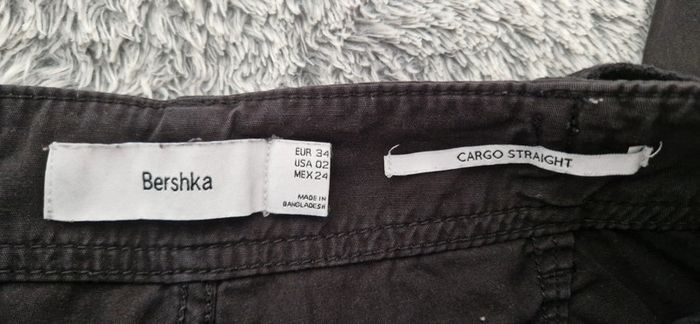 Bershka
EUR 34
USA 02
MEX 24
MADE IN
BANGLADESH
CARGO STRAIGHT